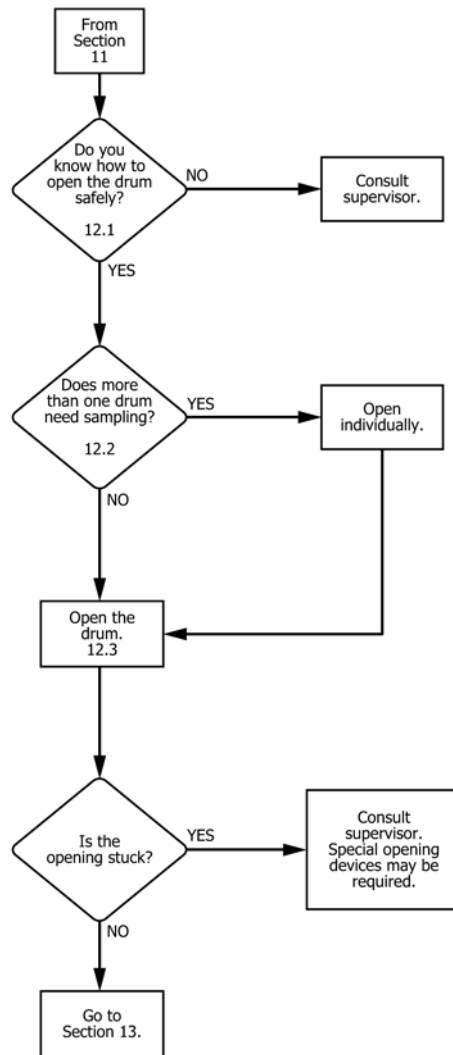 From
Section
11
Do you
know how to
open the drum
safely?
12.1
NO
Consult
supervisor.
YES
Does more
than one drum
need sampling?
12.2
YES
Open
individually.
NO
Open the
drum.
12.3
Is the
opening stuck?
YES
Consult
supervisor.
Special opening
devices may be
required.
NO
Go to
Section 13.